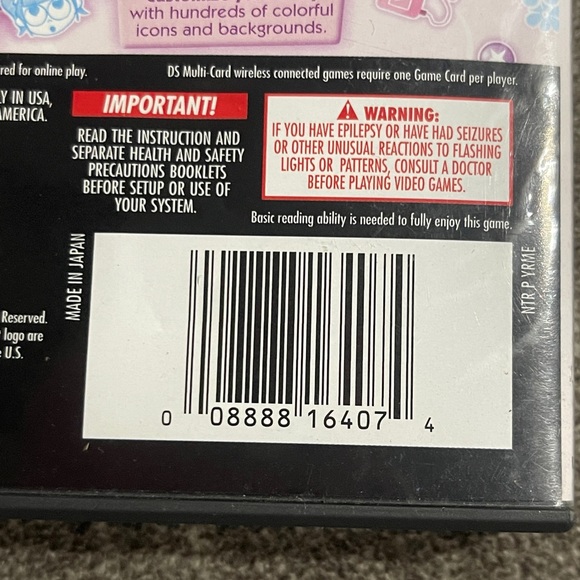 with hundreds of colorful
icons and backgrounds.
red for online play.
DS Multi-Card wireless connected games require one Game Card per player.
Y IN USA,
AMERICA.
IMPORTANT!
READ THE INSTRUCTION AND
SEPARATE HEALTH AND SAFETY
PRECAUTIONS BOOKLETS
BEFORE SETUP OR USE OF
YOUR SYSTEM.
WARNING:
IF YOU HAVE EPILEPSY OR HAVE HAD SEIZURES
OR OTHER UNUSUAL REACTIONS TO FLASHING
LIGHTS OR PATTERNS, CONSULT A DOCTOR
BEFORE PLAYING VIDEO GAMES.
Basic reading ability is needed to fully enjoy this game.
MADE IN JAPAN
NTR P YRME
Reserved.
logo are
U.S.
0 08888 16407 4